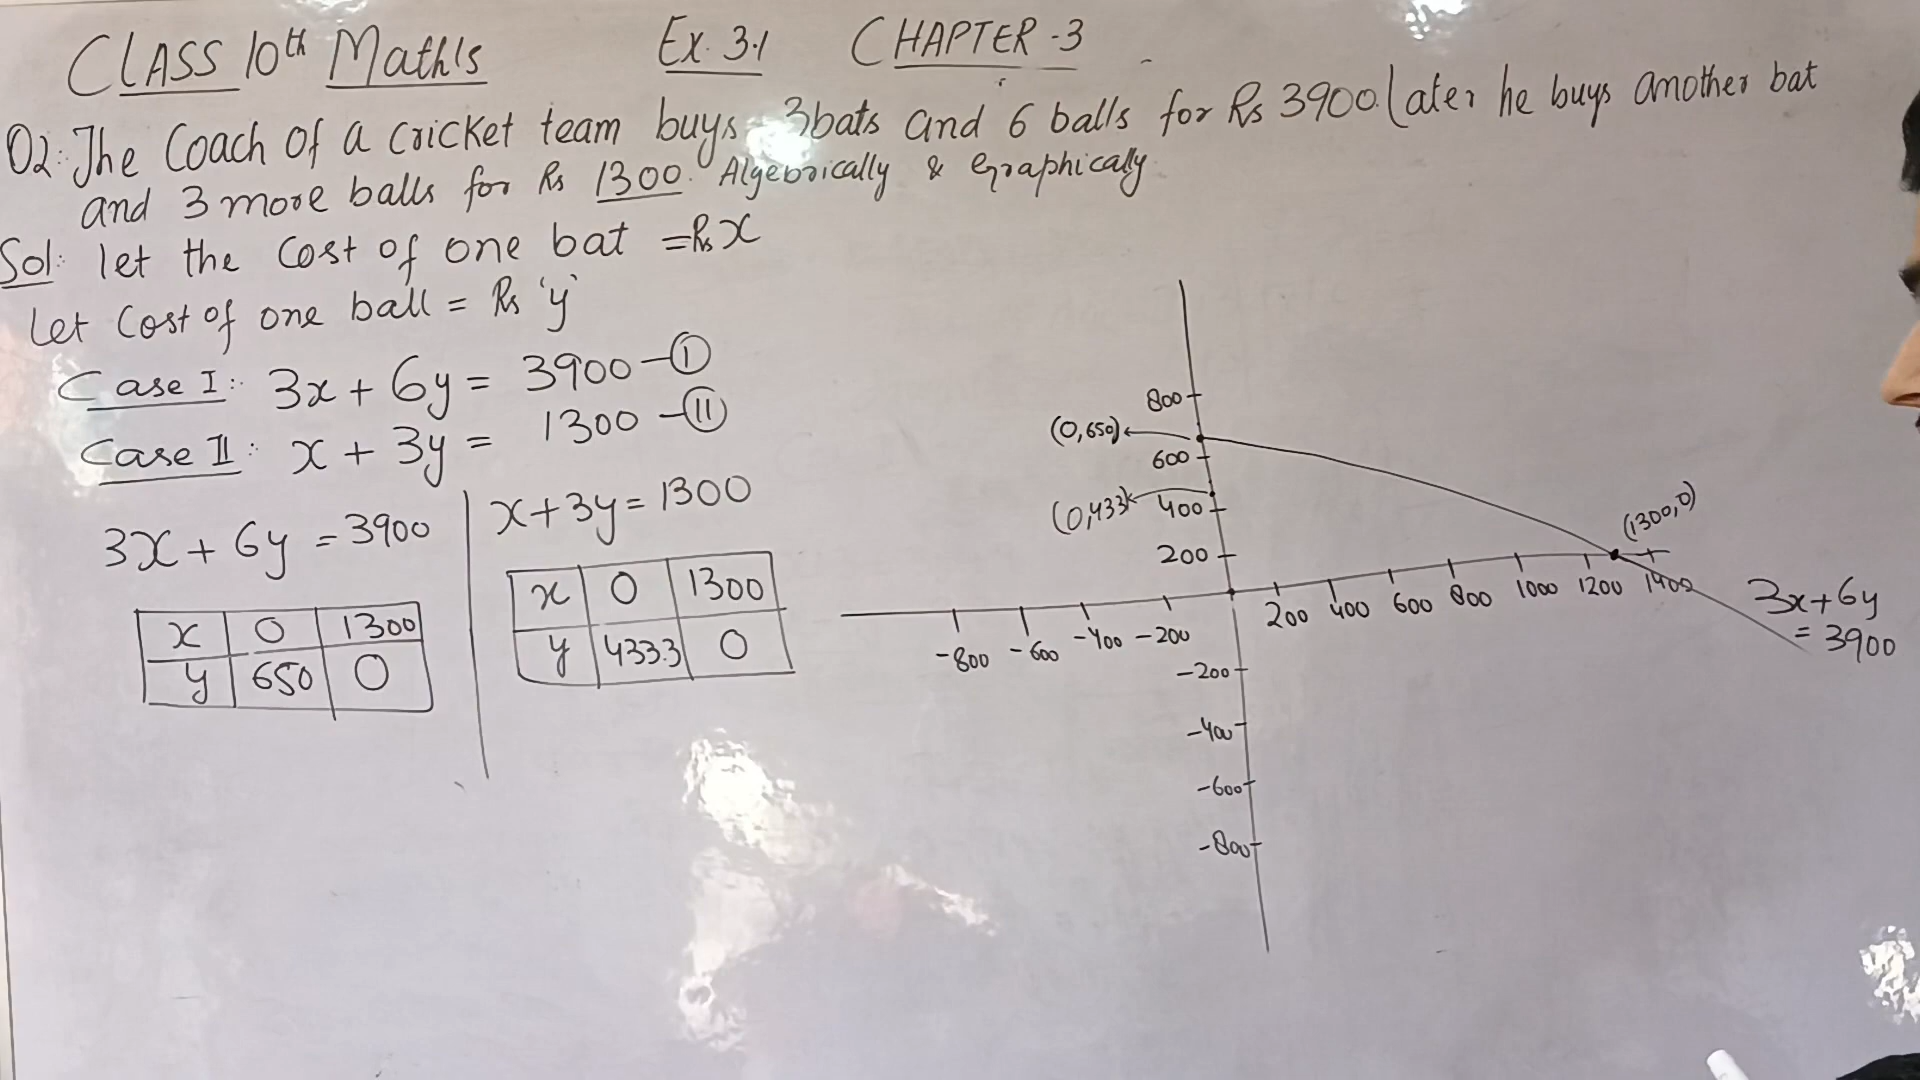 CLASS 10th Math's Ex. 3.1 CHAPTER-3
Q2: The Coach of a cricket team buys 3bats and 6 balls for Rs 3900. Later he buys another bat
and 3 more balls for Rs 1300. Algebrically & Graphically
Sol: let the Cost of one bat = Rs x
Let Cost of one ball = Rs 'y'
Case I: 3x + 6y = 3900 - I
Case II: x + 3y = 1300 - II
3x + 6y = 3900
x 0 1300
y 650 0
x + 3y = 1300
x 0 1300
y 433.3 0
800
(0,650)
600
(0,433)
400
200
(1300,0)
-800 -600 -400 -200 200 400 600 800 1000 1200 1400
3x+6y
= 3900
-200
-400
-600
-800